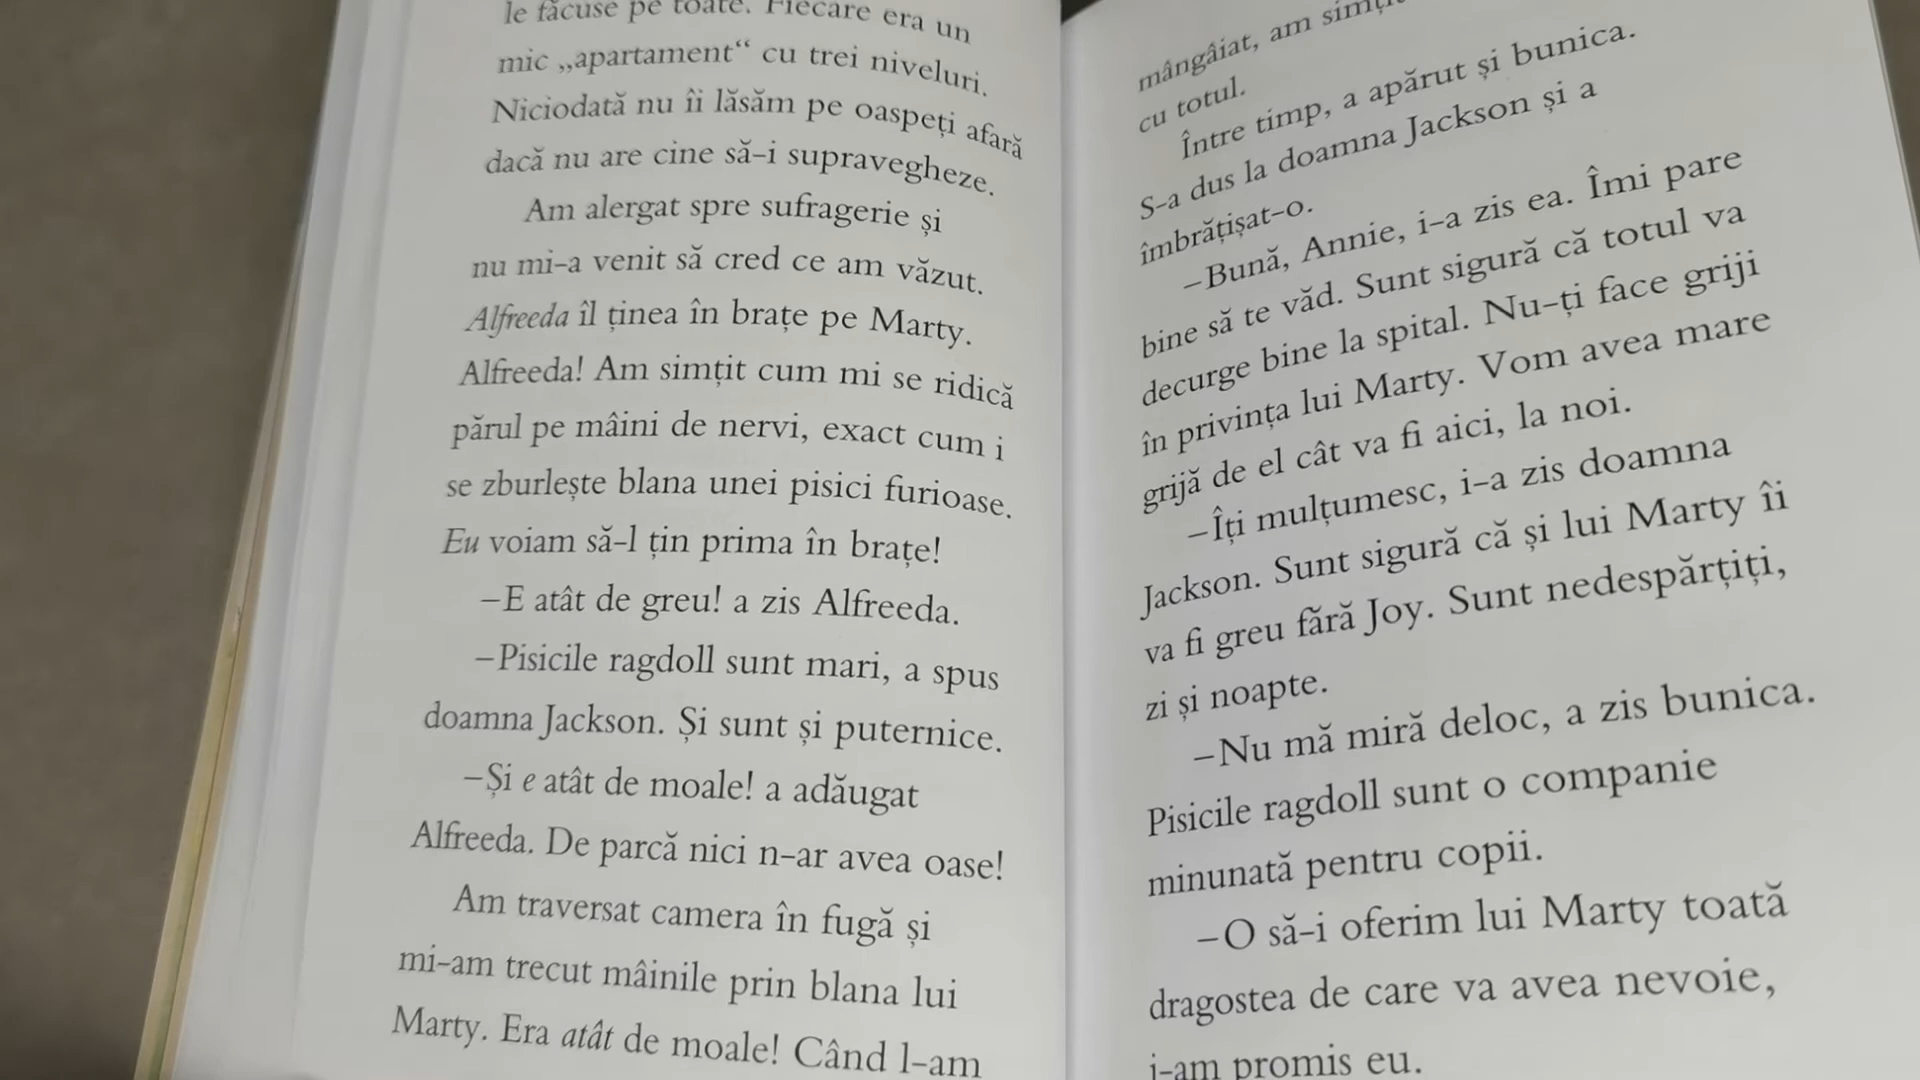 le făcuse pe toate. Fiecare era un
mic „apartament“ cu trei niveluri.
Niciodată nu îi lăsăm pe oaspeți afară
dacă nu are cine să-i supravegheze.
Am alergat spre sufragerie și
nu mi-a venit să cred ce am văzut.
Alfreeda îl ținea în brațe pe Marty.
Alfreeda! Am simțit cum mi se ridică
părul pe mâini de nervi, exact cum i
se zburlește blana unei pisici furioase.
Eu voiam să-l țin prima în brațe!
–E atât de greu! a zis Alfreeda.
–Pisicile ragdoll sunt mari, a spus
doamna Jackson. Și sunt și puternice.
–Și e atât de moale! a adăugat
Alfreeda. De parcă nici n-ar avea oase!
Am traversat camera în fugă și
mi-am trecut mâinile prin blana lui
Marty. Era atât de moale! Când l-am
mângâiat, am
cu totul.
Între timp, a apărut și bunica.
S-a dus la doamna Jackson și a
îmbrățișat-o.
–Bună, Annie, i-a zis ea. Îmi pare
bine să te văd. Sunt sigură că totul va
decurge bine la spital. Nu-ți face griji
în privința lui Marty. Vom avea mare
grijă de el cât va fi aici, la noi.
–Îți mulțumesc, i-a zis doamna
Jackson. Sunt sigură că și lui Marty îi
va fi greu fără Joy. Sunt nedespărțiți,
zi și noapte.
–Nu mă miră deloc, a zis bunica.
Pisicile ragdoll sunt o companie
minunată pentru copii.
–O să-i oferim lui Marty toată
dragostea de care va avea nevoie,
i-am promis eu.